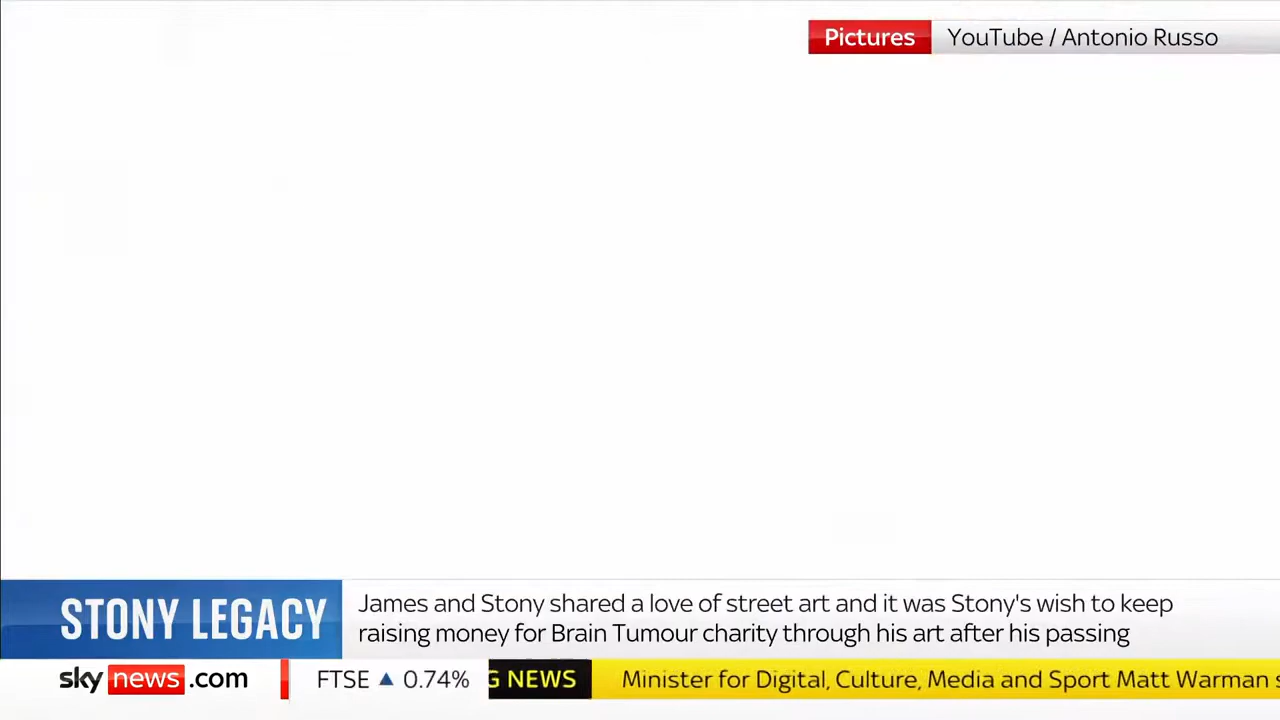 Pictures YouTube / Antonio Russo
STONY LEGACY
James and Stony shared a love of street art and it was Stony's wish to keep
raising money for Brain Tumour charity through his art after his passing
sky news .com FTSE ▲ 0.74% G NEWS Minister for Digital, Culture, Media and Sport Matt Warman s